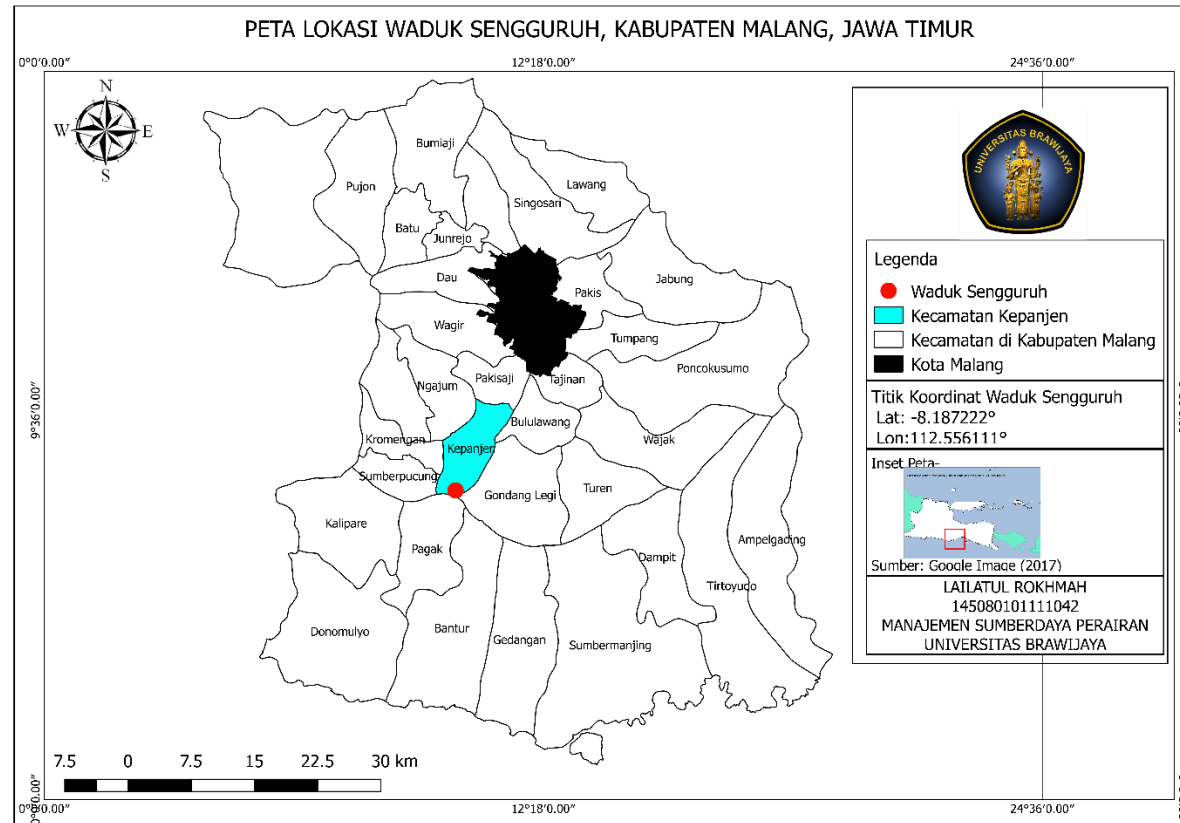 PETA LOKASI WADUK SENGGURUH, KABUPATEN MALANG, JAWA TIMUR
0°0′0.00″
12°18′0.00″
24°36′0.00″
N
W
E
S
Bumiaji
Pujon
Lawang
Singosari
Batu
Junrejo
Dau
Pakis
Jabung
Wagir
Tumpang
Poncokusumo
Pakisaji
Tajinan
Ngajum
Bululawang
Kromengan
Kepanjen
Wajak
Sumberpucung
Gondang Legi
Turen
Kalipare
Pagak
Dampit
Ampelgading
Tirtoyudo
Donomulyo
Bantur
Gedangan
Sumbermanjing
9°36′0.00″
UNIVERSITAS BRAWIJAYA
Legenda
Waduk Sengguruh
Kecamatan Kepanjen
Kecamatan di Kabupaten Malang
Kota Malang
Titik Koordinat Waduk Sengguruh
Lat: -8.187222°
Lon:112.556111°
Inset Peta-
Sumber: Google Image (2017)
LAILATUL ROKHMAH
145080101111042
MANAJEMEN SUMBERDAYA PERAIRAN
UNIVERSITAS BRAWIJAYA
7.5 0 7.5 15 22.5 30 km
12°18′0.00″
24°36′0.00″